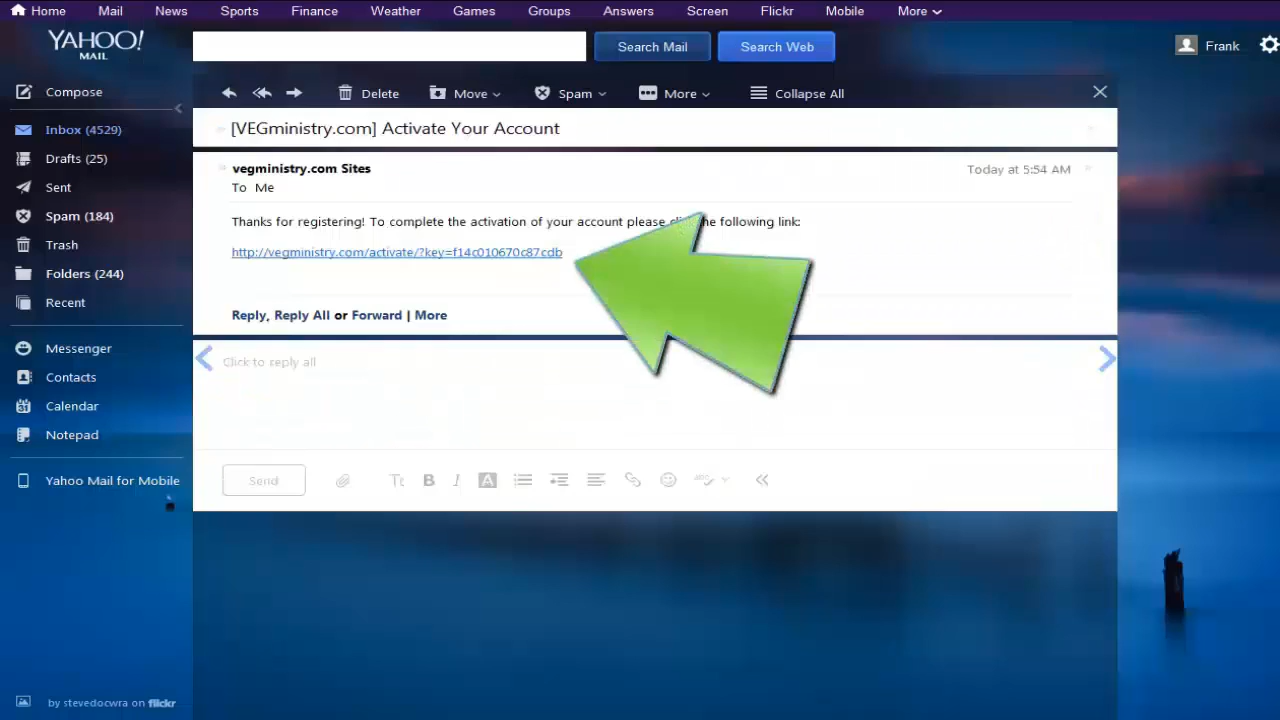 Home Mail News Sports Finance Weather Games Groups Answers Screen Flickr Mobile More
YAHOO!
MAIL
Search Mail Search Web Frank
Compose
Delete Move Spam More Collapse All
[VEGministry.com] Activate Your Account
Inbox (4529)
Drafts (25)
Sent
Spam (184)
Trash
Folders (244)
Recent
Messenger
Contacts
Calendar
Notepad
Yahoo Mail for Mobile
vegministry.com Sites Today at 5:54 AM
To Me
Thanks for registering! To complete the activation of your account please following link:
http://vegministry.com/activate/?key=f14c010670c87cdb
Reply, Reply All or Forward | More
Click to reply all
Send Tt B I A
by stevedocwra on flickr